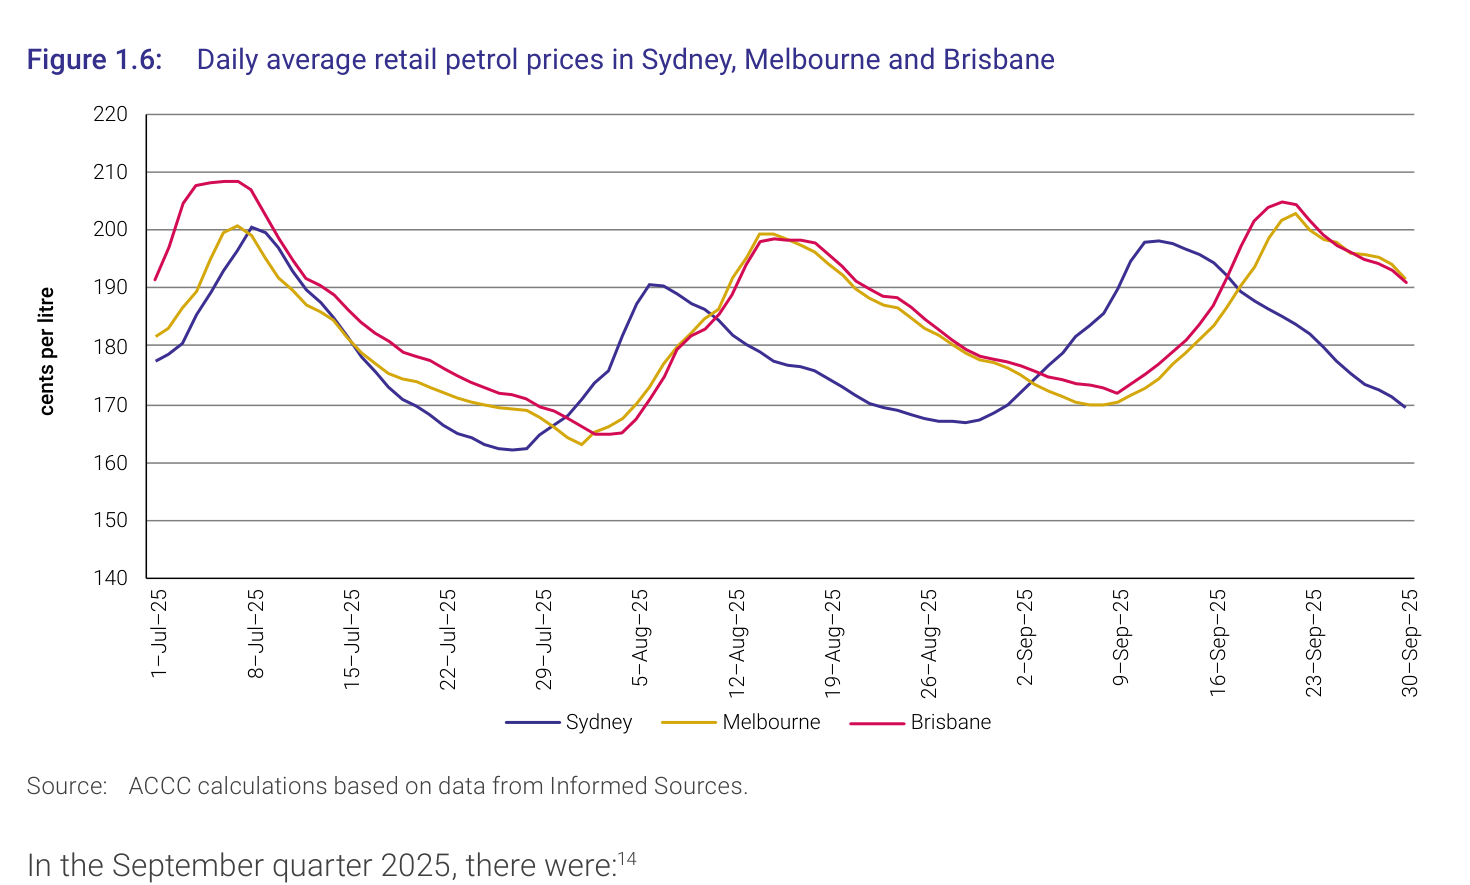 Figure 1.6: Daily average retail petrol prices in Sydney, Melbourne and Brisbane
220
210
200
190
180
170
160
150
140
cents per litre
1–Jul–25
8–Jul–25
15–Jul–25
22–Jul–25
29–Jul–25
5–Aug–25
12–Aug–25
19–Aug–25
26–Aug–25
2–Sep–25
9–Sep–25
16–Sep–25
23–Sep–25
30–Sep–25
Sydney Melbourne Brisbane
Source: ACCC calculations based on data from Informed Sources.
In the September quarter 2025, there were:¹⁴